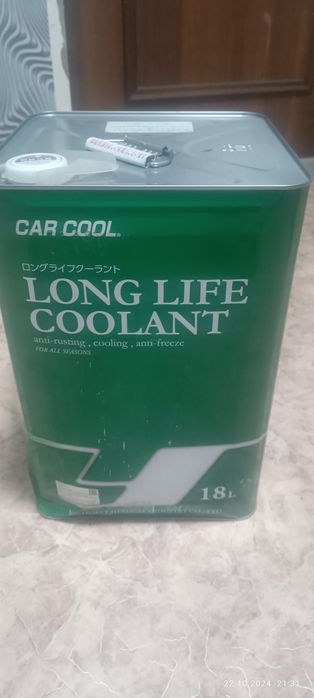 CAR COOL®
ロングライフクーラント
LONG LIFE
COOLANT
anti-rusting , cooling , anti-freeze
FOR ALL SEASONS
18L
22.10.2024 21:31